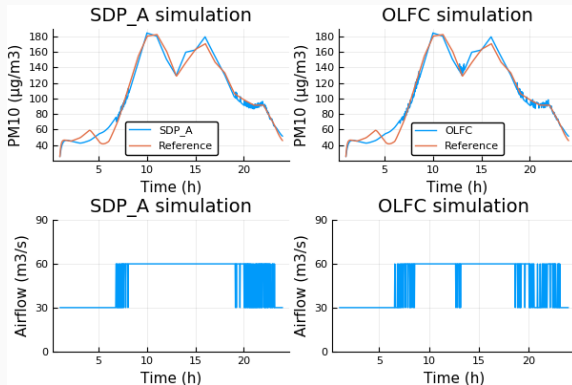 SDP_A simulation
PM10 (µg/m3)
180
160
140
120
100
80
60
40
SDP_A
Reference
5
10
15
20
Time (h)
OLFC simulation
PM10 (µg/m3)
180
160
140
120
100
80
60
40
OLFC
Reference
5
10
15
20
Time (h)
SDP_A simulation
Airflow (m3/s)
90
60
30
0
5
10
15
20
Time (h)
OLFC simulation
Airflow (m3/s)
90
60
30
0
5
10
15
20
Time (h)